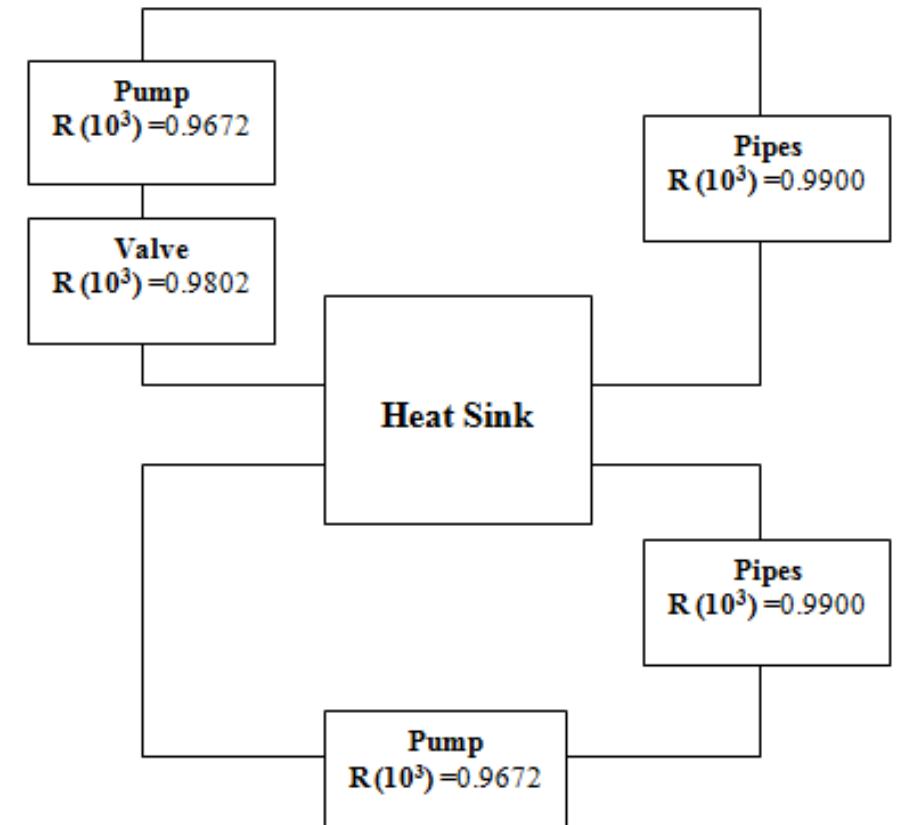 Pump
R (10³) =0.9672
Pipes
R (10³) =0.9900
Valve
R (10³) =0.9802
Heat Sink
Pipes
R (10³) =0.9900
Pump
R (10³) =0.9672